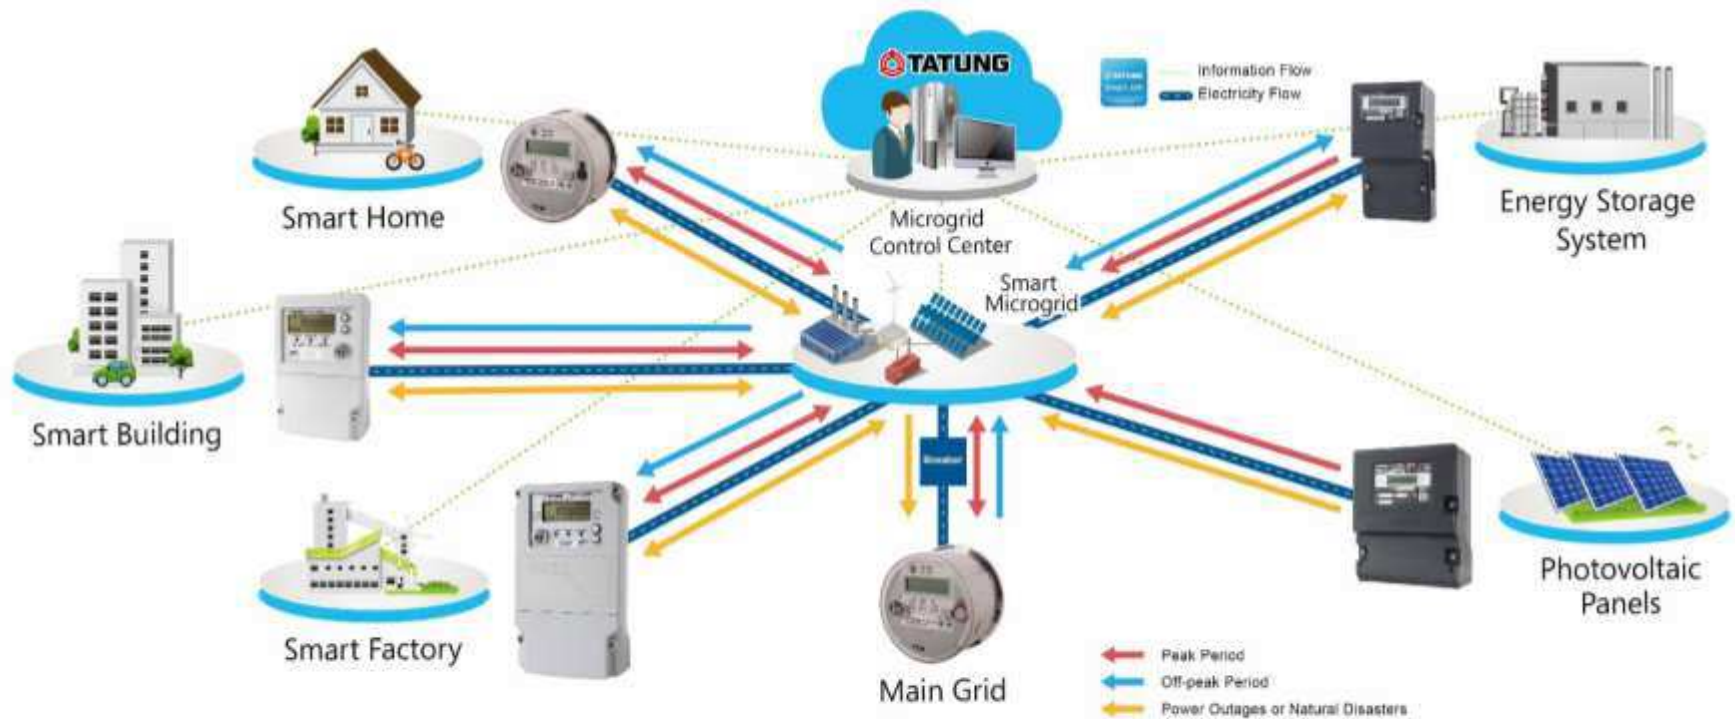 TATUNG
Information Flow
Electricity Flow
Smart Home
Microgrid
Control Center
Energy Storage
System
Smart
Microgrid
Smart Building
Breaker
Smart Factory
Photovoltaic
Panels
Main Grid
Peak Period
Off-peak Period
Power Outages or Natural Disasters